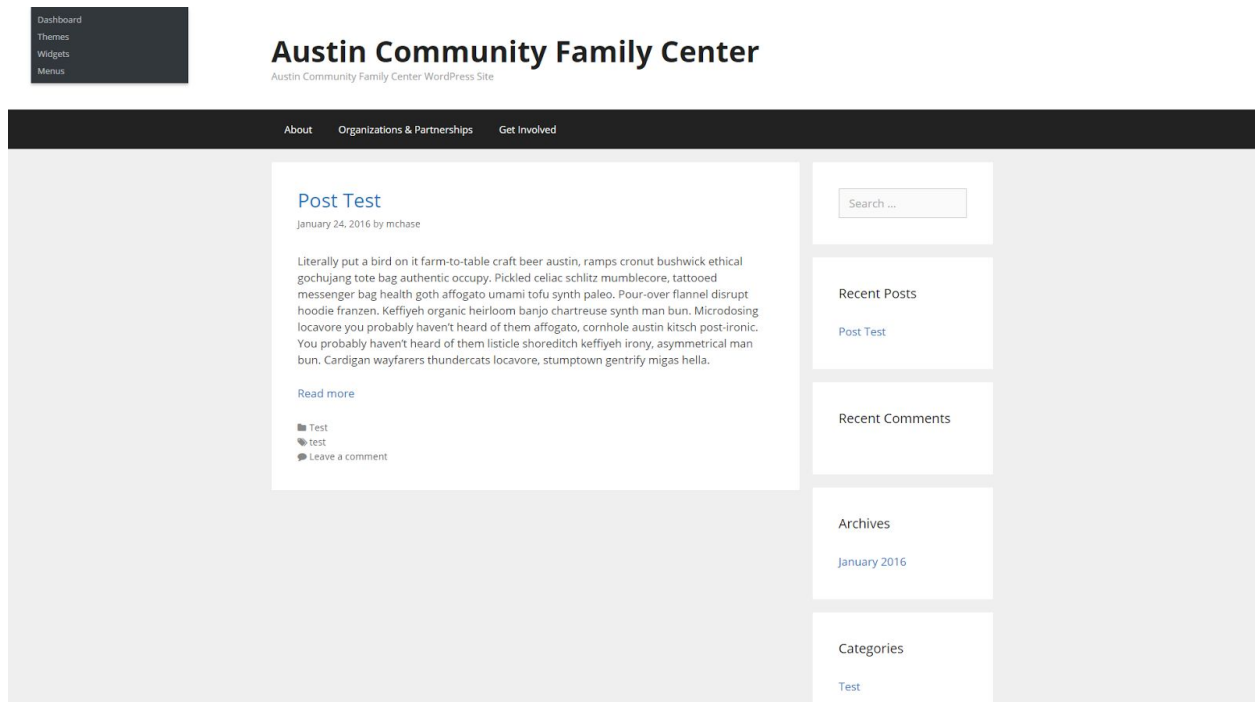 Dashboard
Themes
Widgets
Menus
Austin Community Family Center
Austin Community Family Center WordPress Site
About Organizations & Partnerships Get Involved
Post Test
January 24, 2016 by mchase
Literally put a bird on it farm-to-table craft beer austin, ramps cronut bushwick ethical
gochujang tote bag authentic occupy. Pickled celiac schlitz mumblecore, tattooed
messenger bag health goth affogato umami tofu synth paleo. Pour-over flannel disrupt
hoodie franzen. Keffiyeh organic heirloom banjo chartreuse synth man bun. Microdosing
locavore you probably haven't heard of them affogato, cornhole austin kitsch post-ironic.
You probably haven't heard of them listicle shoreditch keffiyeh irony, asymmetrical man
bun. Cardigan wayfarers thundercats locavore, stumptown gentrify migas hella.
Read more
Test
test
Leave a comment
Search ...
Recent Posts
Post Test
Recent Comments
Archives
January 2016
Categories
Test